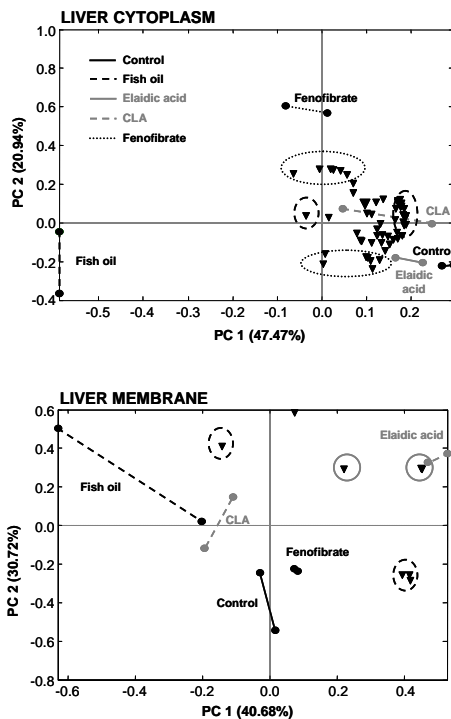 LIVER CYTOPLASM
1.0
0.8
0.6
0.4
0.2
0.0
-0.2
-0.4
PC 2 (20.94%)
Control
Fish oil
Elaidic acid
CLA
Fenofibrate
Fenofibrate
CLA
Contro
Elaidic
acid
Fish oil
-0.5 -0.4 -0.3 -0.2 -0.1 0.0 0.1 0.2
PC 1 (47.47%)
LIVER MEMBRANE
0.6
0.4
0.2
0.0
-0.2
-0.4
-0.6
-0.8
PC 2 (30.72%)
Elaidic acid
Fish oil
CLA
Fenofibrate
Control
-0.6 -0.4 -0.2 0.0 0.2 0.4
PC 1 (40.68%)